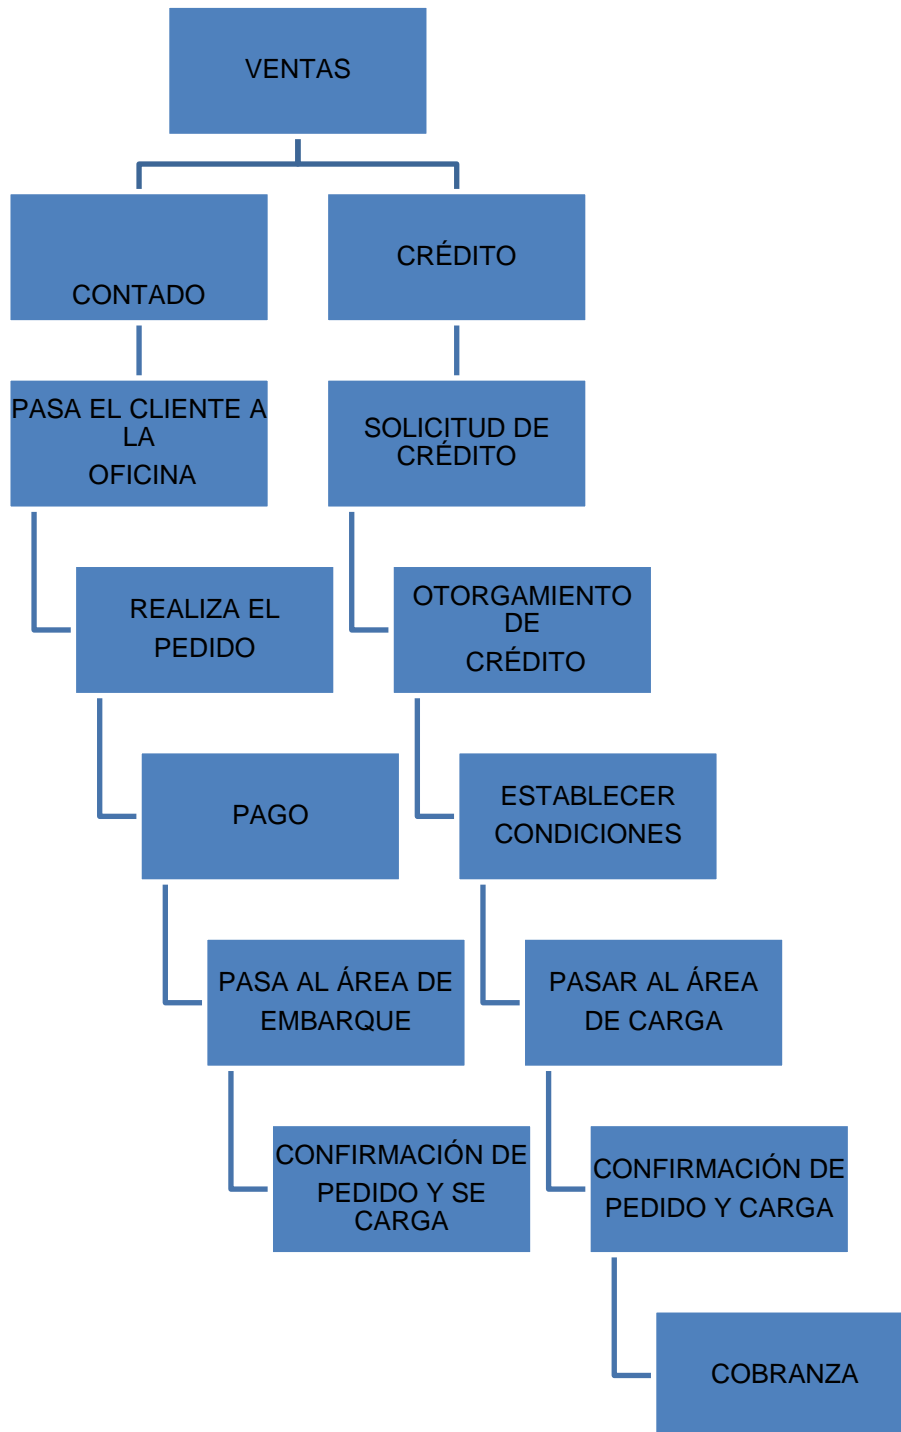 VENTAS
CONTADO
CRÉDITO
PASA EL CLIENTE A
LA
OFICINA
SOLICITUD DE
CRÉDITO
REALIZA EL
PEDIDO
OTORGAMIENTO
DE
CRÉDITO
PAGO
ESTABLECER
CONDICIONES
PASA AL ÁREA DE
EMBARQUE
PASAR AL ÁREA
DE CARGA
CONFIRMACIÓN DE
PEDIDO Y SE
CARGA
CONFIRMACIÓN DE
PEDIDO Y CARGA
COBRANZA